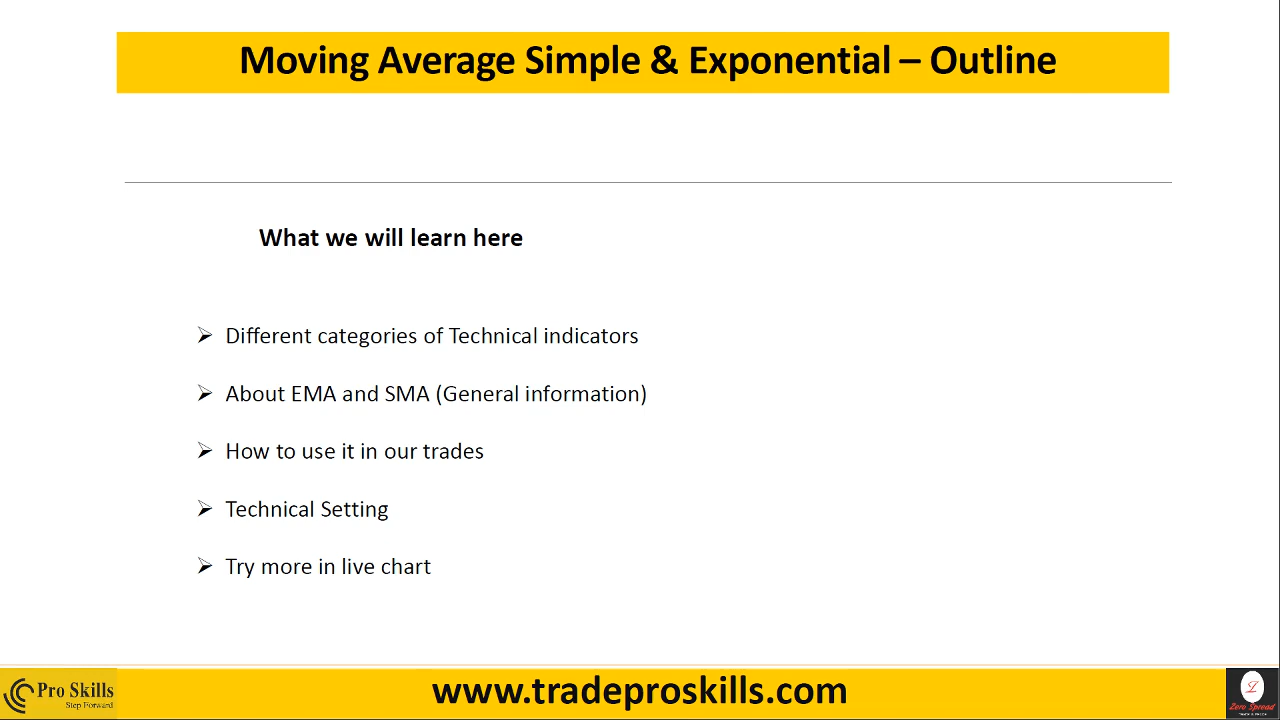 Moving Average Simple & Exponential – Outline
What we will learn here
Different categories of Technical indicators
About EMA and SMA (General information)
How to use it in our trades
Technical Setting
Try more in live chart
Pro Skills
Step Forward
www.tradeproskills.com
Zero Spread